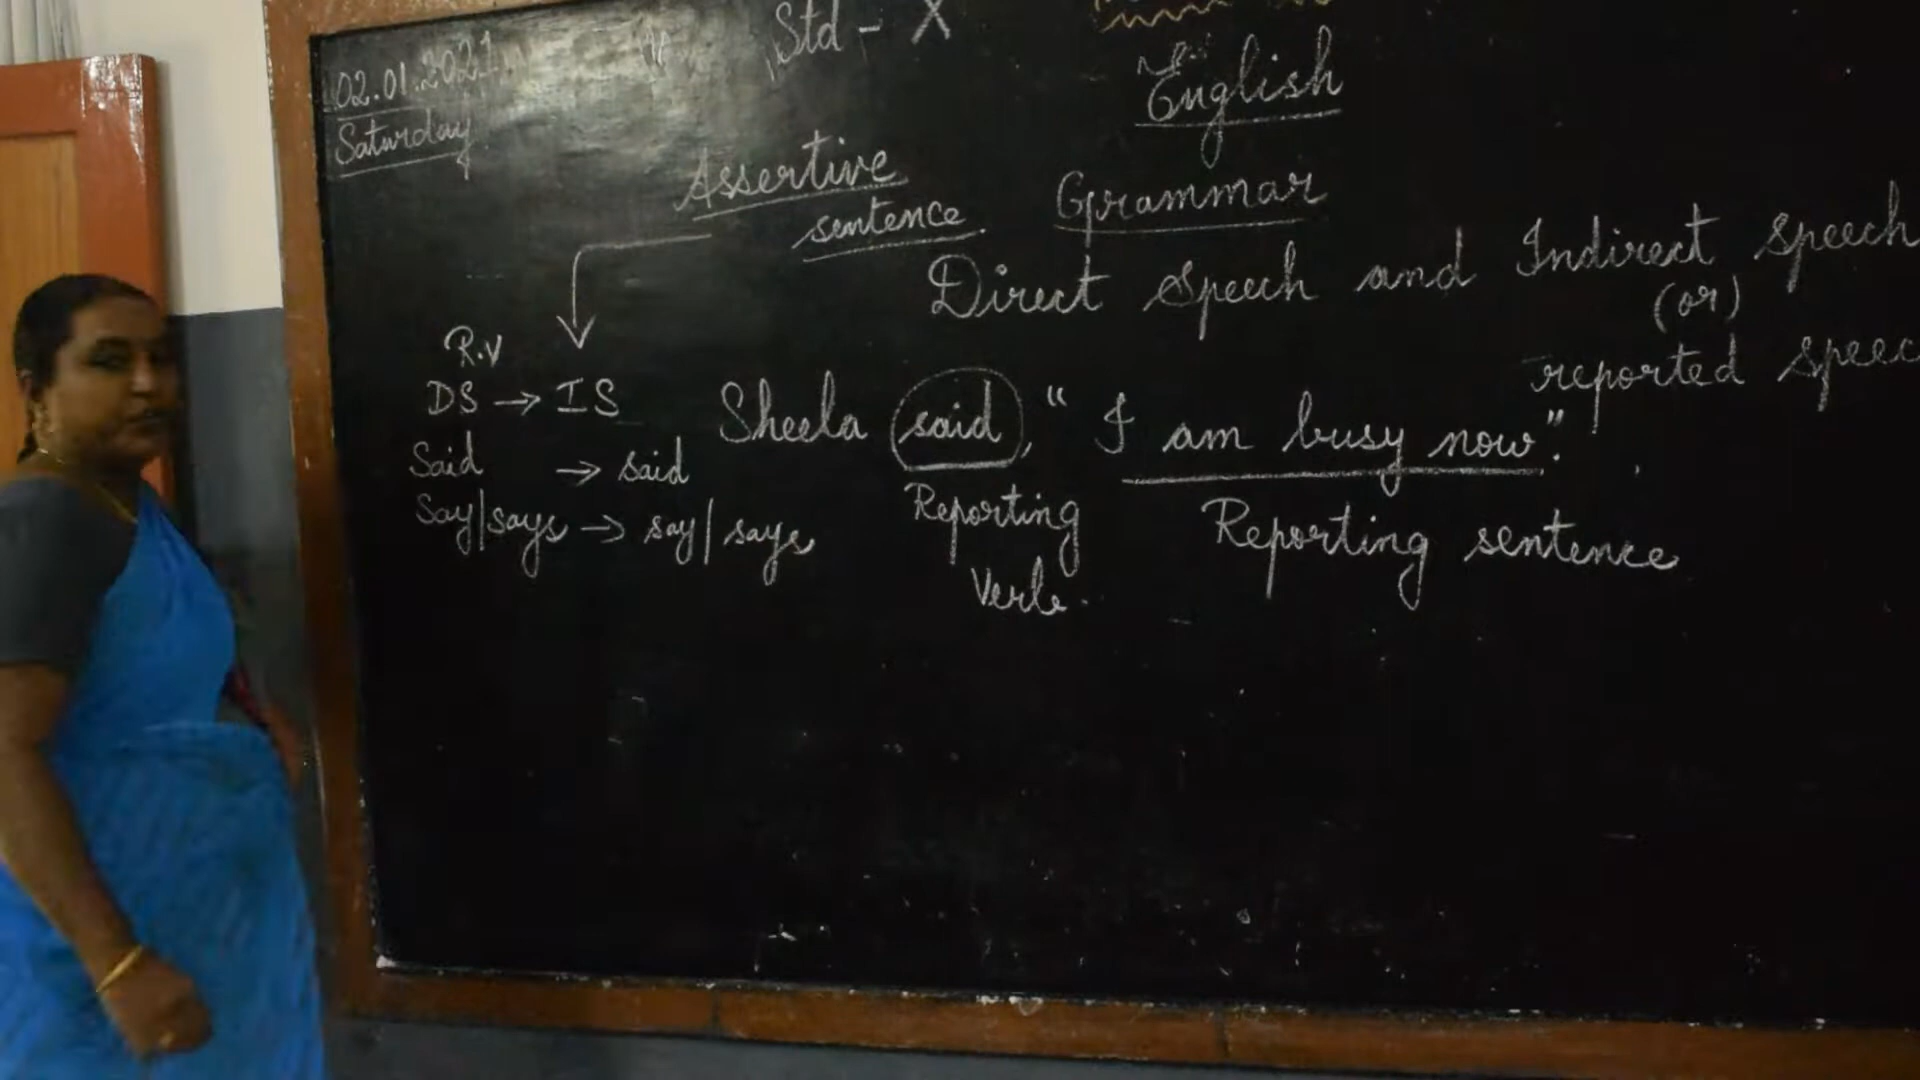 02.01.2021
Saturday
Std - X
English
Assertive
sentence.
Grammar
Direct speech and Indirect speech
(or)
reported
R.V
DS → IS
Said → said
Say/says → say/says
Sheela said, "I am busy now".
Reporting
Verb.
Reporting sentence